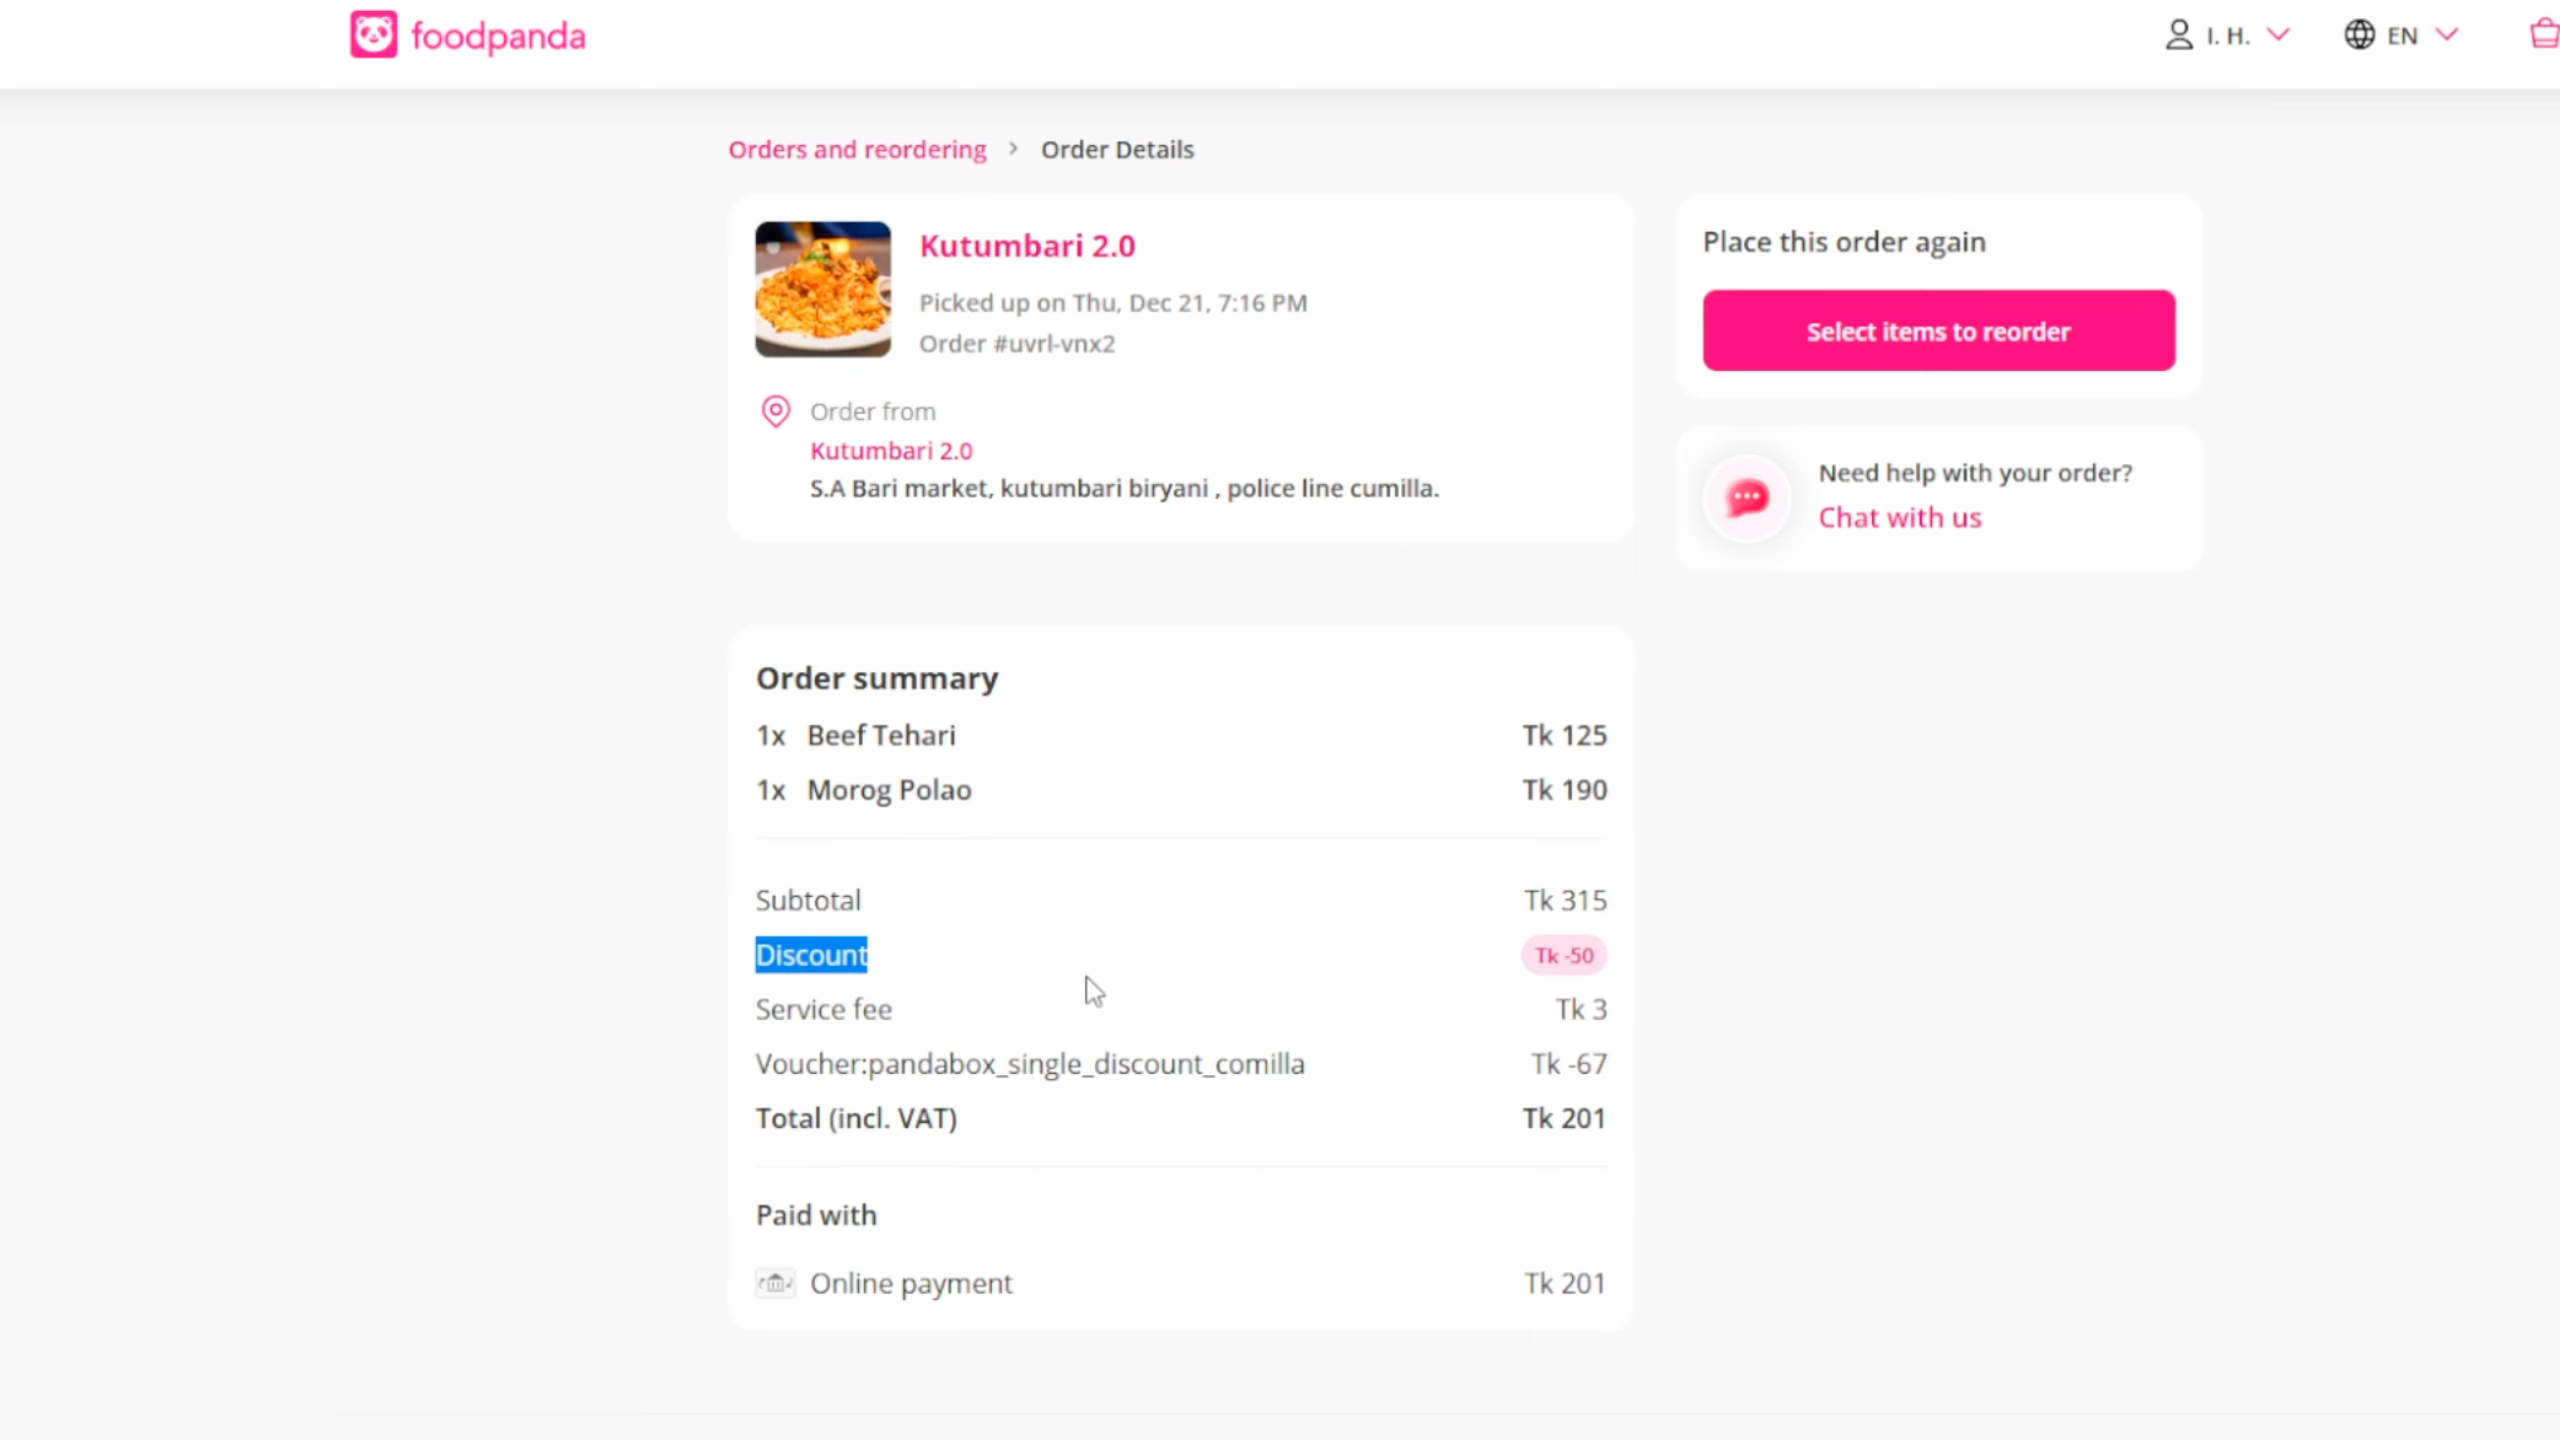 foodpanda
I. H.
EN
Orders and reordering > Order Details
Kutumbari 2.0
Picked up on Thu, Dec 21, 7:16 PM
Order #uvrl-vnx2
Order from
Kutumbari 2.0
S.A Bari market, kutumbari biryani , police line cumilla.
Place this order again
Select items to reorder
Need help with your order?
Chat with us
Order summary
1x Beef Tehari Tk 125
1x Morog Polao Tk 190
Subtotal Tk 315
Discount Tk -50
Service fee Tk 3
Voucher:pandabox_single_discount_comilla Tk -67
Total (incl. VAT) Tk 201
Paid with
Online payment Tk 201